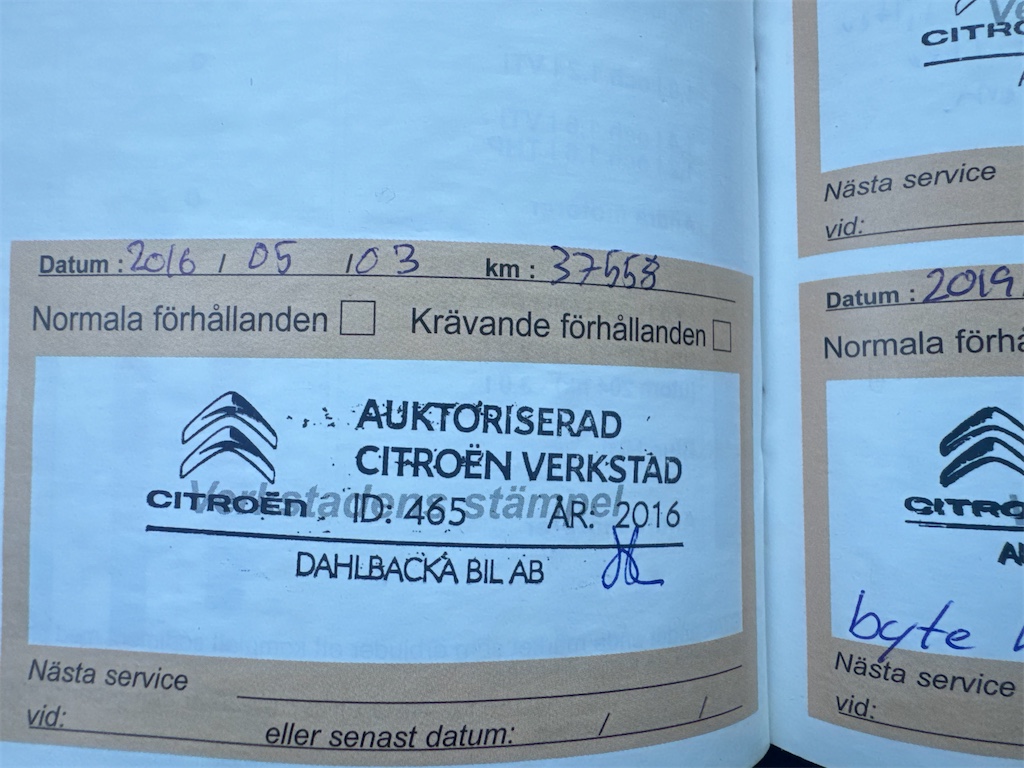 Datum : 2016 / 05 / 03 km : 37558
Normala förhållanden Krävande förhållanden
AUKTORISERAD
CITROËN VERKSTAD
Verkstadens stämpel
CITROËN ID: 465 ÅR: 2016
DAHLBACKA BIL AB
Nästa service
vid:
eller senast datum: / /
CITRO
Nästa service
vid:
Datum : 2019
Normala förhå
CITRO
byte
Nästa service
vid: